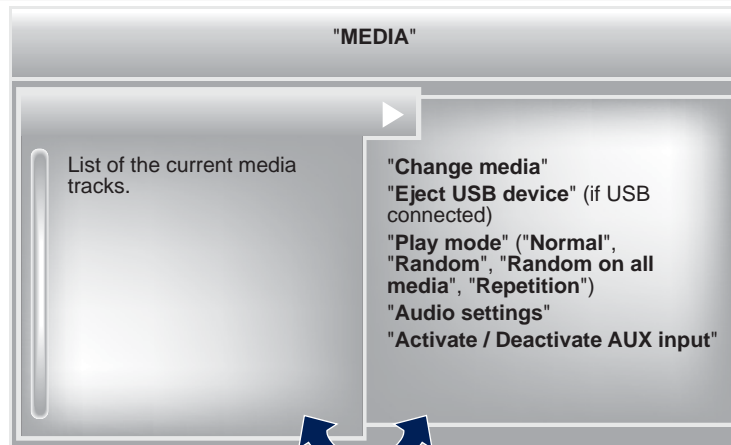 "MEDIA"
List of the current media
tracks.
"Change media"
"Eject USB device" (if USB
connected)
"Play mode" ("Normal",
"Random", "Random on all
media", "Repetition")
"Audio settings"
"Activate / Deactivate AUX input"